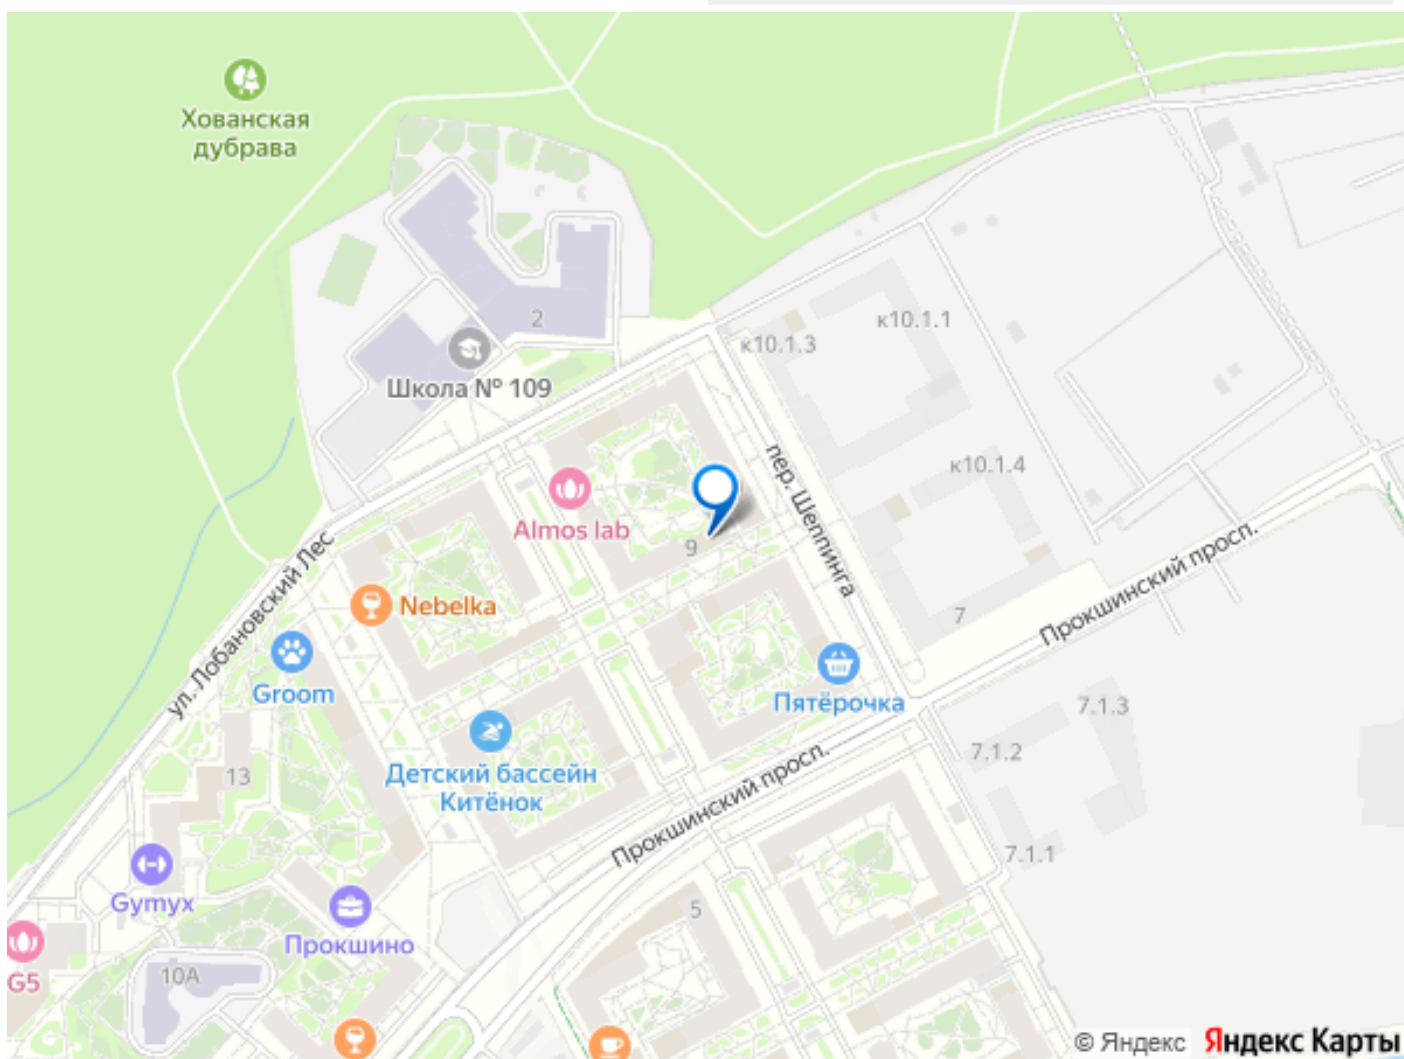 Хованская
дубрава
2
Школа № 109
к10.1.1
к10.1.3
к10.1.4
пер. Шеппинга
Almos lab
9
ул. Лобановский Лес
Nebelka
Groom
7
Прокшинский просп.
Пятёрочка
7.1.3
7.1.2
7.1.1
13
Детский бассейн
Китёнок
Прокшинский просп.
Gymyx
Прокшино
5
G5
10А
© Яндекс Яндекс Карты